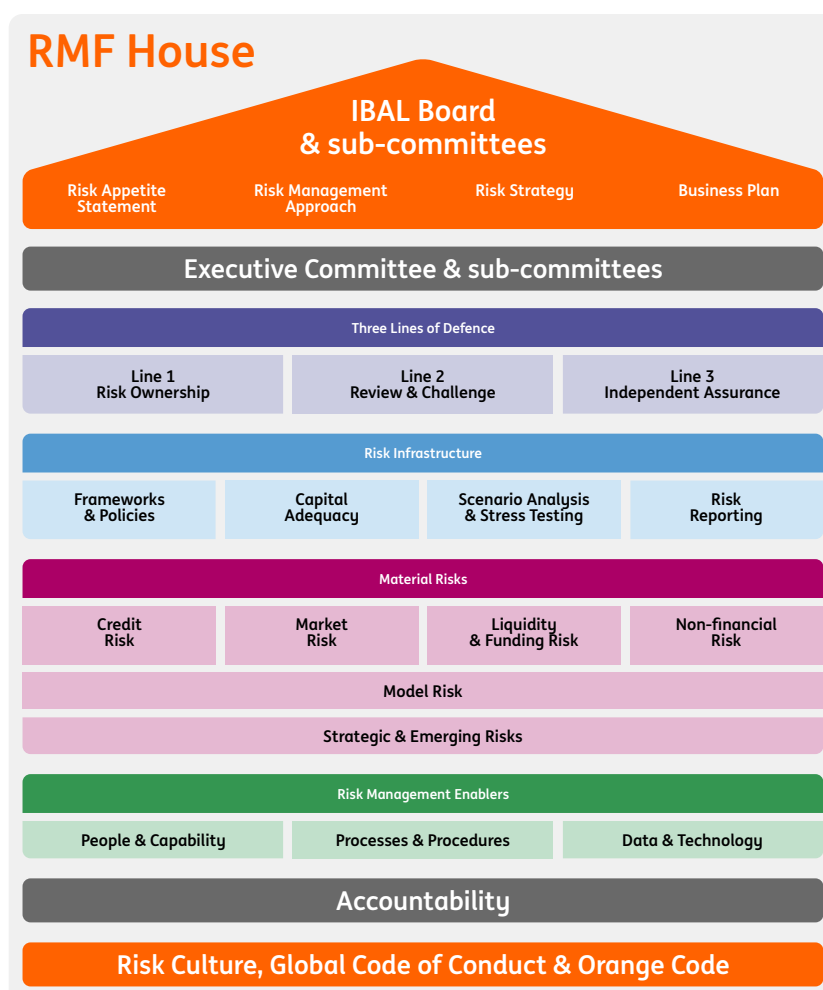 RMF House
IBAL Board
& sub-committees
Risk Appetite
Statement
Risk Management
Approach
Risk Strategy
Business Plan
Executive Committee & sub-committees
Three Lines of Defence
Line 1
Risk Ownership
Line 2
Review & Challenge
Line 3
Independent Assurance
Risk Infrastructure
Frameworks
& Policies
Capital
Adequacy
Scenario Analysis
& Stress Testing
Risk
Reporting
Material Risks
Credit
Risk
Market
Risk
Liquidity
& Funding Risk
Non-financial
Risk
Model Risk
Strategic & Emerging Risks
Risk Management Enablers
People & Capability
Processes & Procedures
Data & Technology
Accountability
Risk Culture, Global Code of Conduct & Orange Code